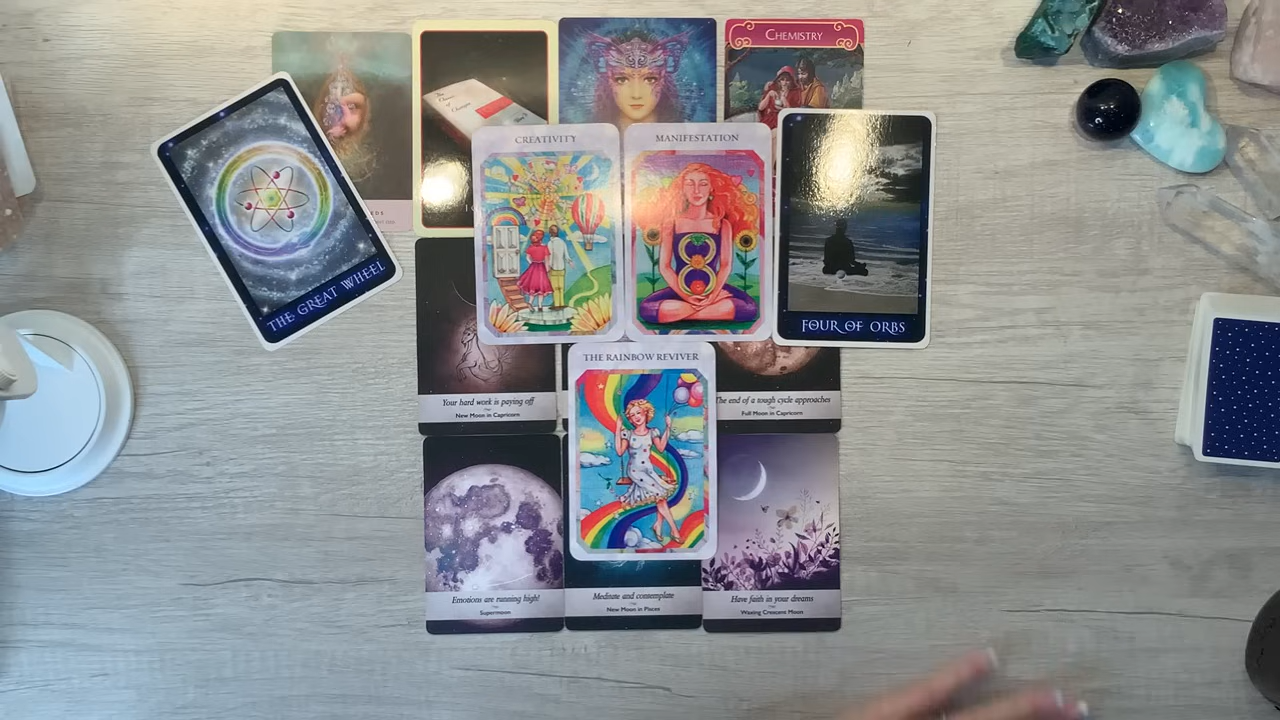 CHEMISTRY
CREATIVITY
MANIFESTATION
THE GREAT WHEEL
FOUR OF ORBS
THE RAINBOW REVIVER
Your hard work is paying off
New Moon in Capricorn
The end of a tough cycle approaches
Full Moon in Capricorn
Emotions are running high!
Supermoon
Meditate and contemplate
New Moon in Pisces
Have faith in your dreams
Waxing Crescent Moon